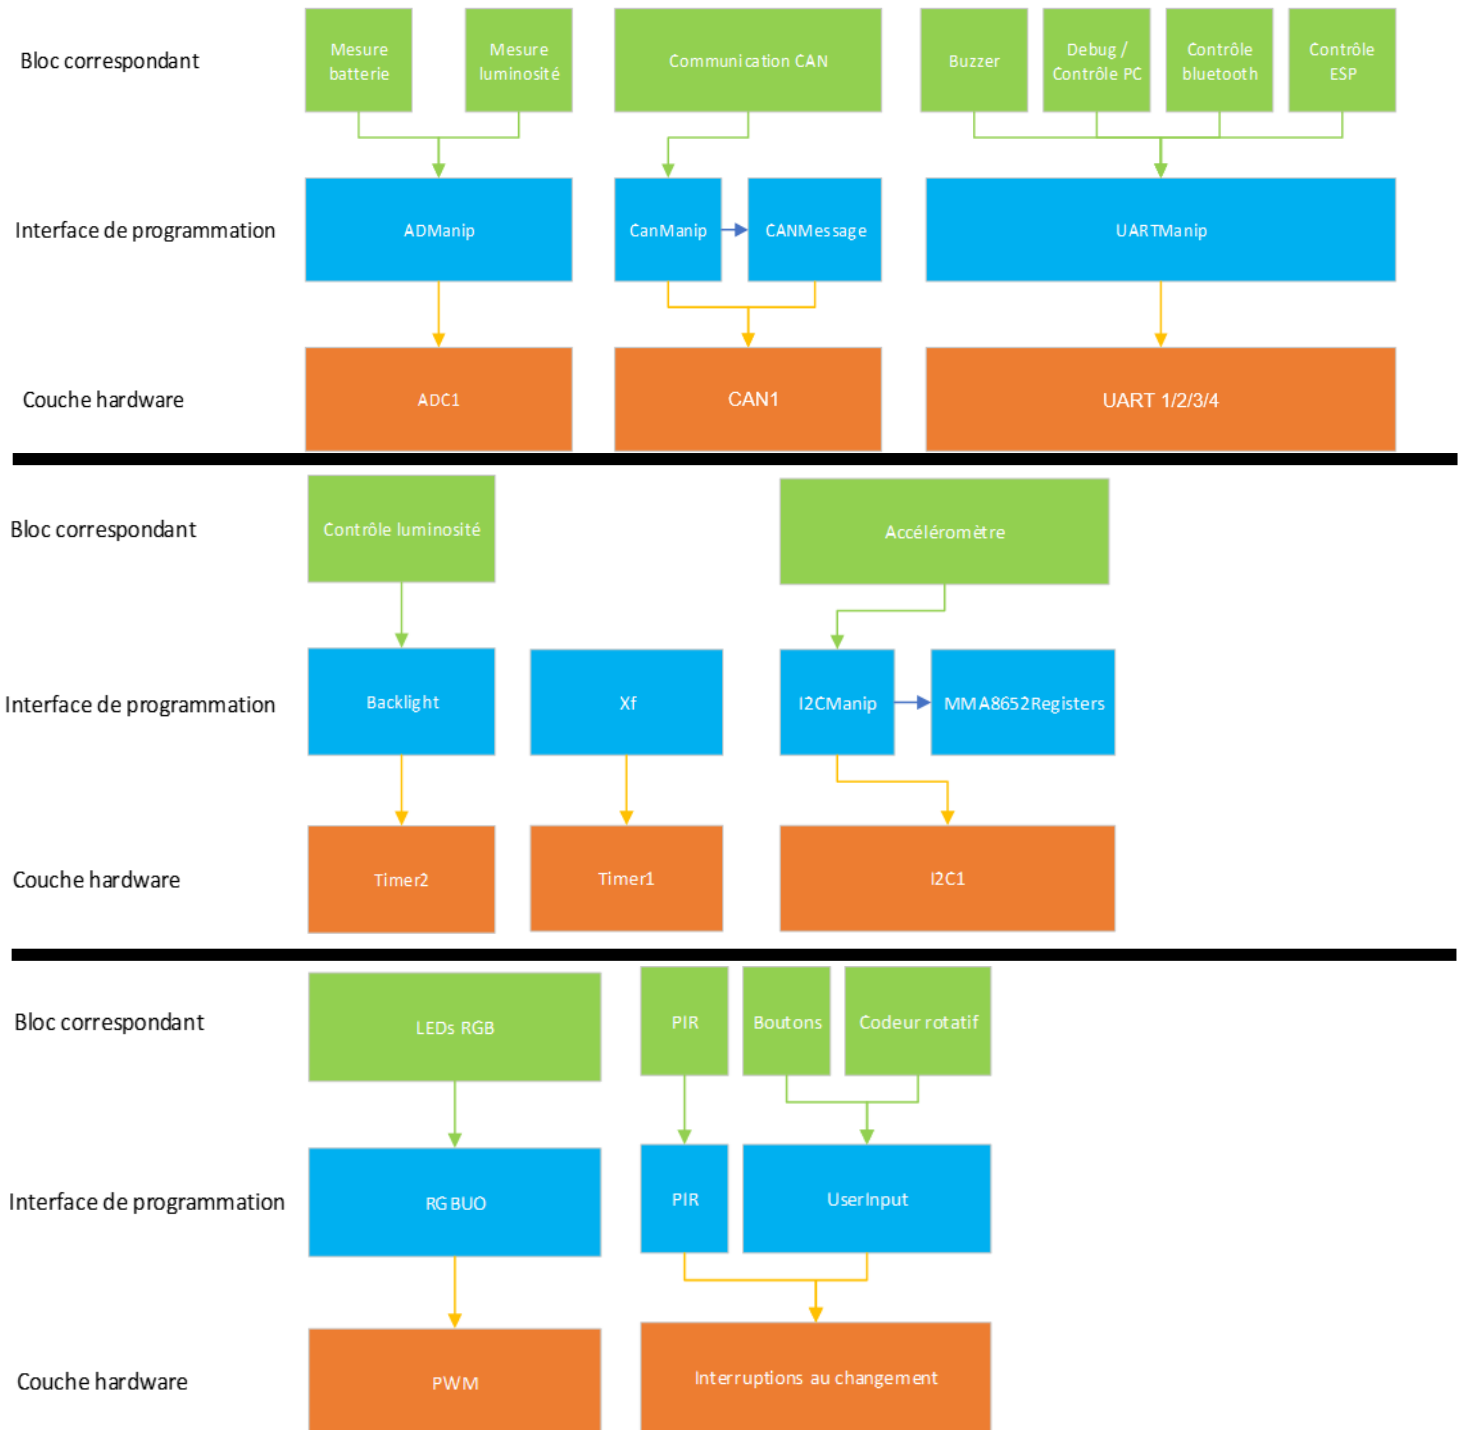 Bloc correspondant
Mesure
batterie
Mesure
luminosité
Communication CAN
Buzzer
Debug /
Contrôle PC
Contrôle
bluetooth
Contrôle
ESP
Interface de programmation
ADManip
CanManip
CANMessage
UARTManip
Couche hardware
ADC1
CAN1
UART 1/2/3/4
Bloc correspondant
Contrôle luminosité
Accéléromètre
Interface de programmation
Backlight
Xf
I2CManip
MMA8652Registers
Couche hardware
Timer2
Timer1
I2C1
Bloc correspondant
LEDs RGB
PIR
Boutons
Codeur rotatif
Interface de programmation
RGBUO
PIR
UserInput
Couche hardware
PWM
Interruptions au changement